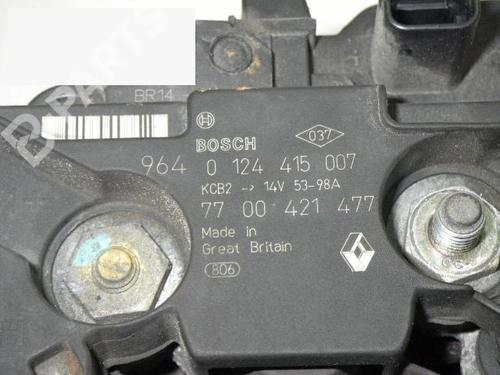 BR14
BOSCH
037
964 0 124 415 007
KCB2 -> 14V 53-98A
77 00 421 477
Made in
Great Britain
806